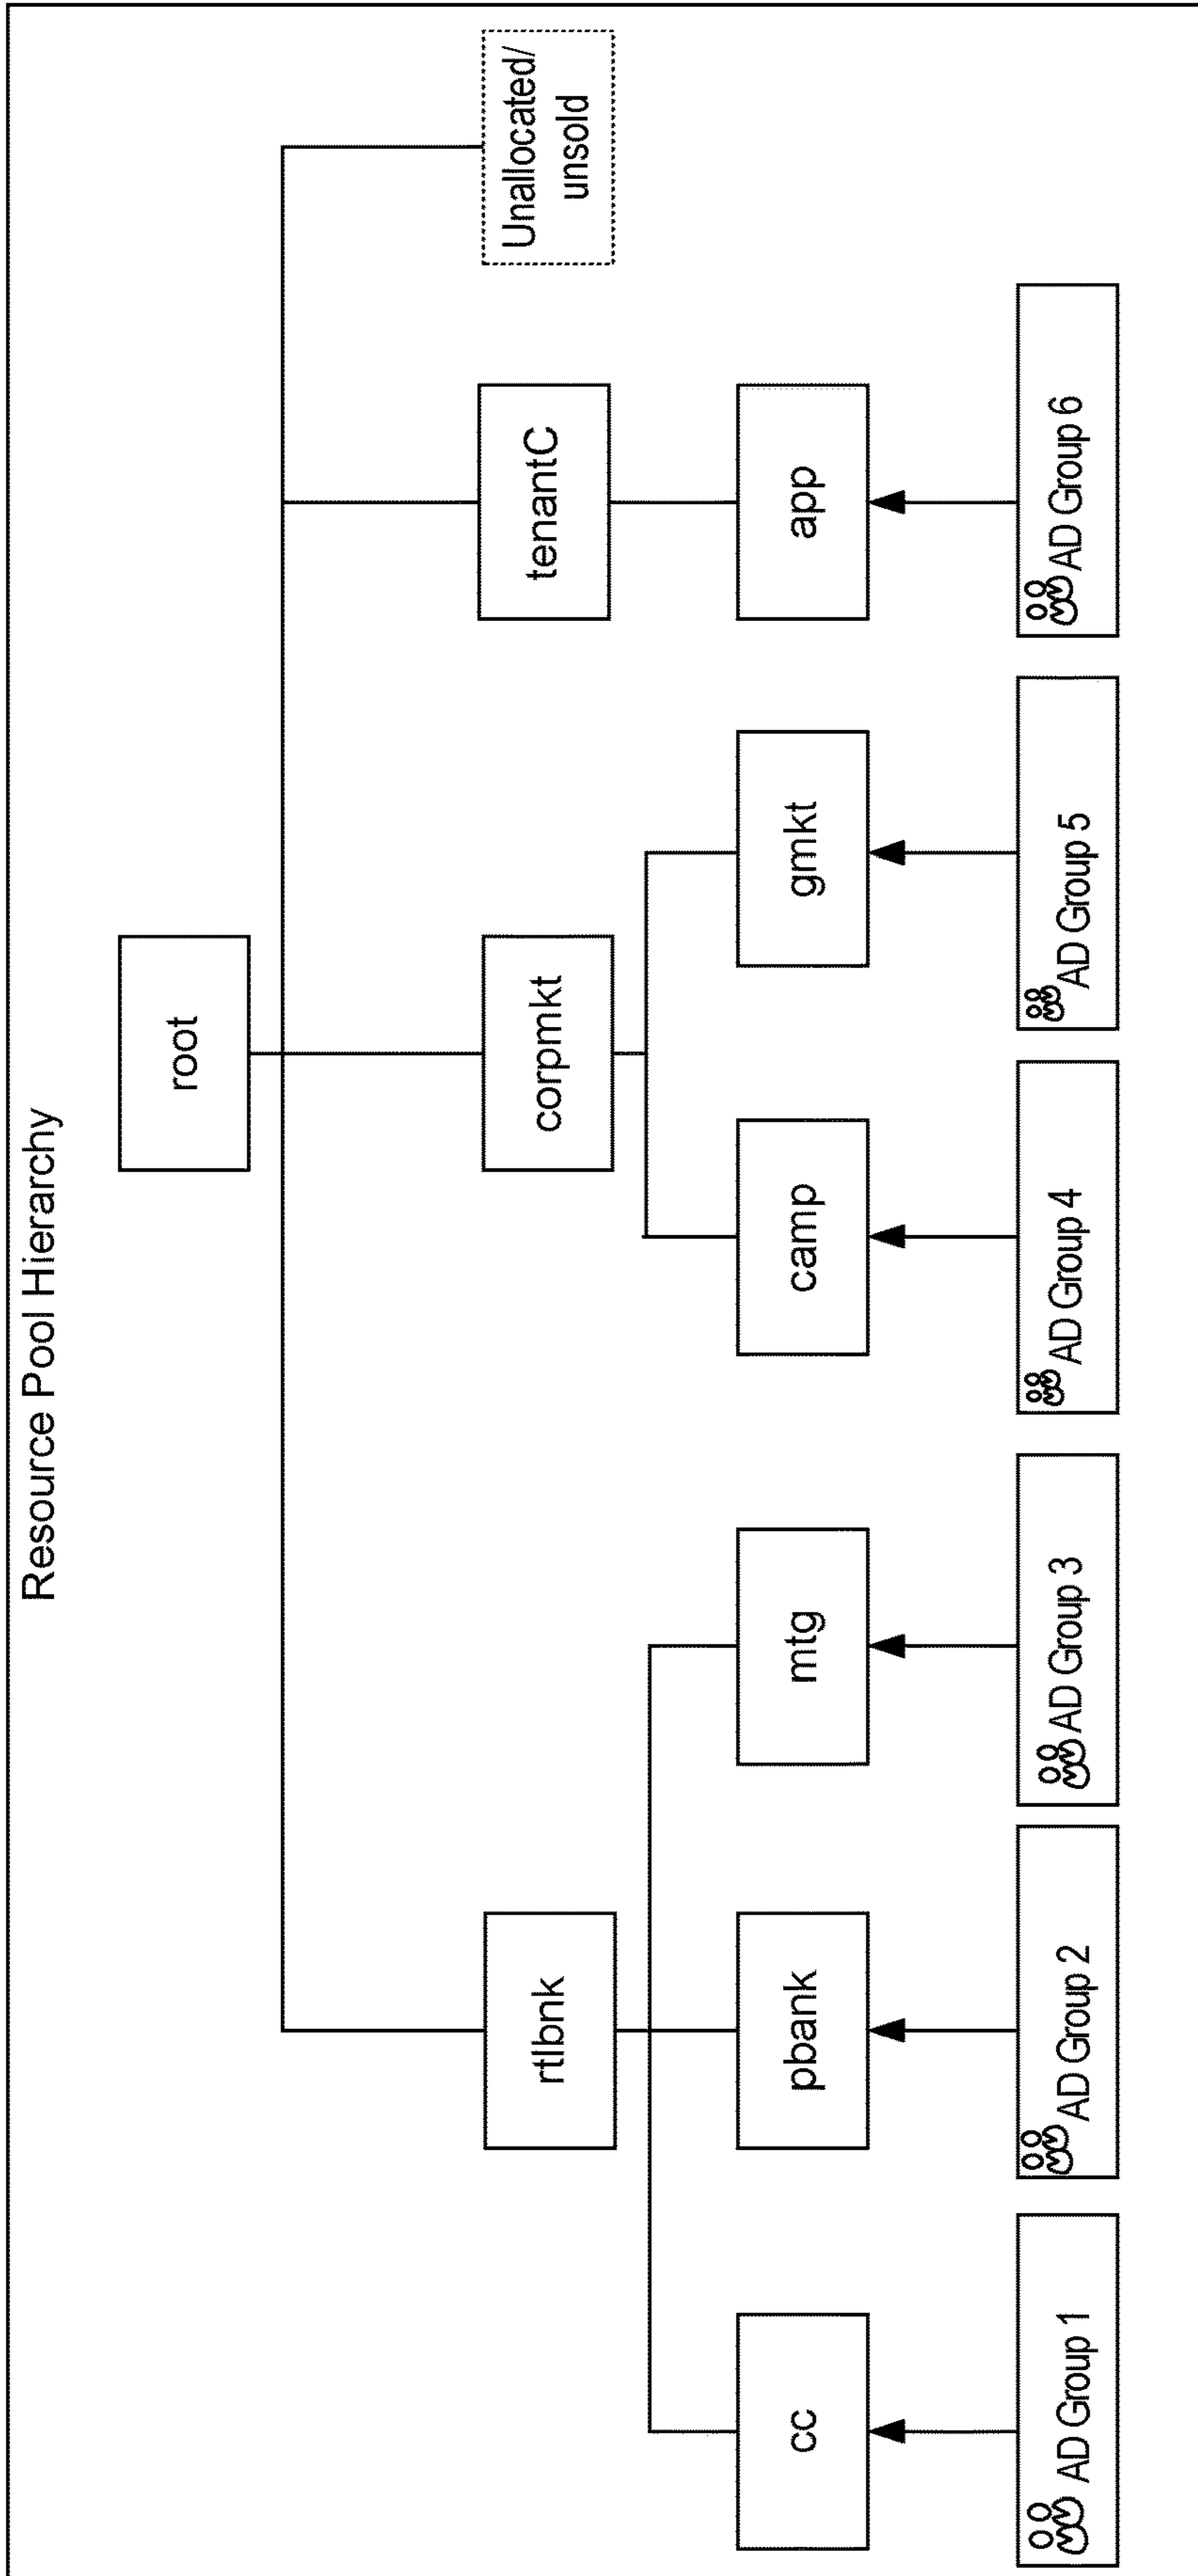 Resource Pool Hierarchy
root
rtlbnk
corpmkt
tenantC
Unallocated/
unsold
cc
pbank
mtg
camp
gmkt
app
AD Group 1
AD Group 2
AD Group 3
AD Group 4
AD Group 5
AD Group 6